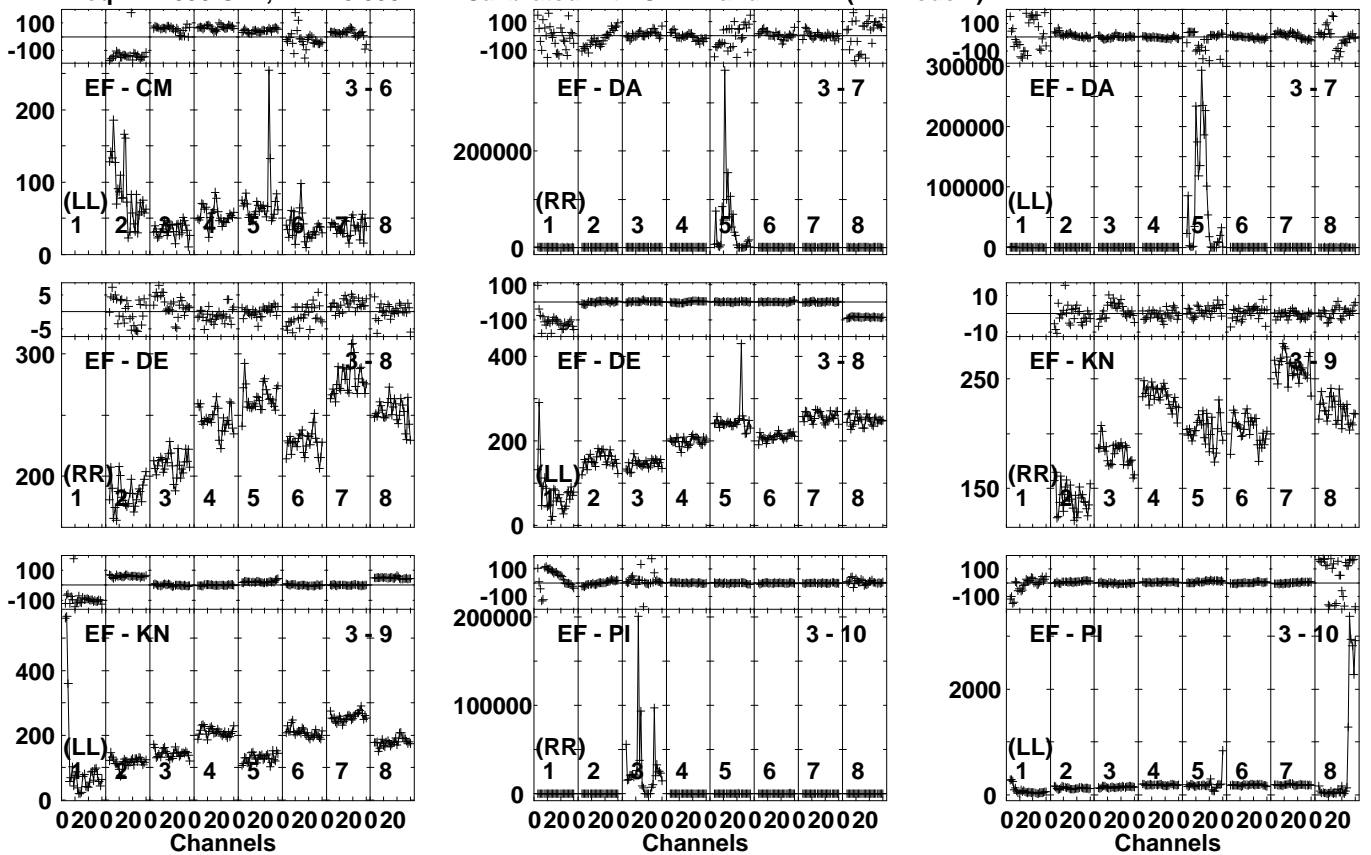 100
-100
EF - CM 3 - 6
200
100
0
(LL)
1 2 3 4 5 6 7 8
100
-100
EF - DA 3 - 7
200000
0
(RR)
1 2 3 4 5 6 7 8
100
-100
300000
EF - DA 3 - 7
200000
100000
0
(LL)
1 2 3 4 5 6 7 8
5
-5
300
EF - DE 3 - 8
200
(RR)
1 2 3 4 5 6 7 8
100
-100
400
EF - DE 3 - 8
200
0
(LL)
1 2 3 4 5 6 7 8
10
-10
EF - KN 3 - 9
250
150
(RR)
1 2 3 4 5 6 7 8
100
-100
EF - KN 3 - 9
400
200
0
(LL)
1 2 3 4 5 6 7 8
0 20 0 20 0 20 0 20 0 20 0 20 0 20 0 20
Channels
100
-100
200000
EF - PI 3 - 10
100000
0
(RR)
1 2 3 4 5 6 7 8
0 20 0 20 0 20 0 20 0 20 0 20 0 20 0 20
Channels
100
-100
EF - PI 3 - 10
2000
0
(LL)
1 2 3 4 5 6 7 8
0 20 0 20 0 20 0 20 0 20 0 20 0 20 0 20
Channels